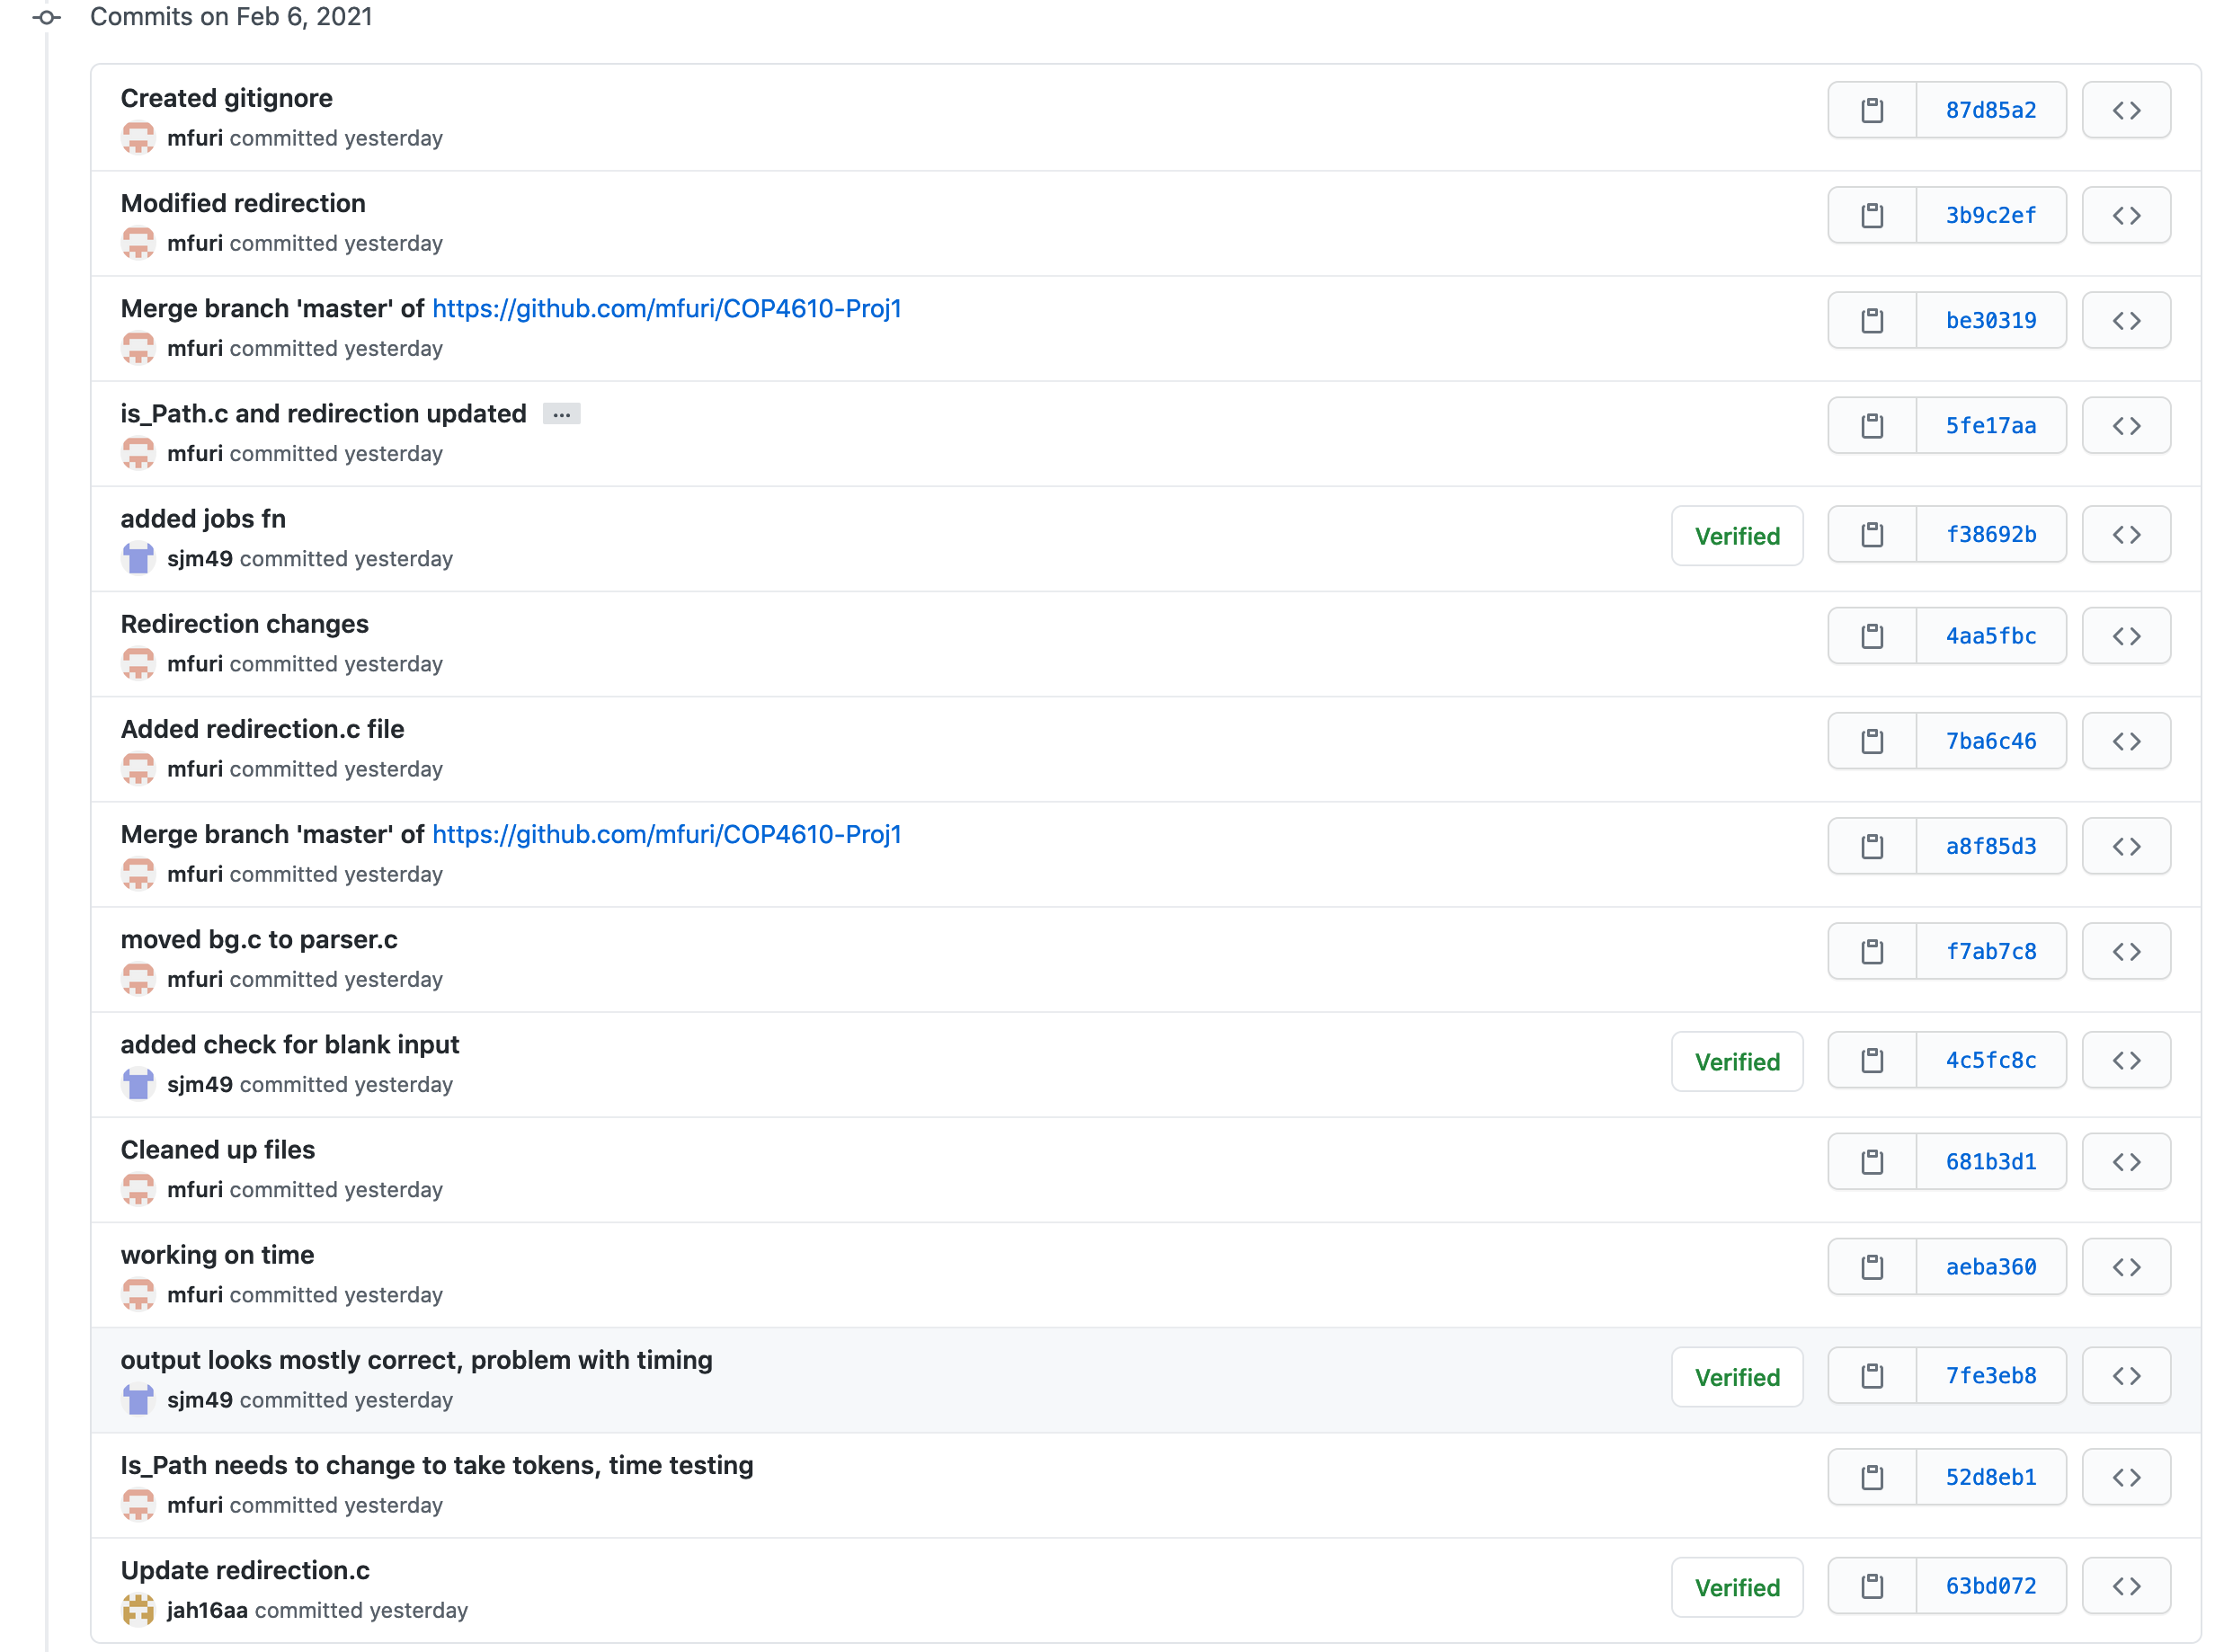 Commits on Feb 6, 2021
Created gitignore
mfuri committed yesterday
87d85a2
Modified redirection
mfuri committed yesterday
3b9c2ef
Merge branch 'master' of https://github.com/mfuri/COP4610-Proj1
mfuri committed yesterday
be30319
is_Path.c and redirection updated ...
mfuri committed yesterday
5fe17aa
added jobs fn
sjm49 committed yesterday
Verified
f38692b
Redirection changes
mfuri committed yesterday
4aa5fbc
Added redirection.c file
mfuri committed yesterday
7ba6c46
Merge branch 'master' of https://github.com/mfuri/COP4610-Proj1
mfuri committed yesterday
a8f85d3
moved bg.c to parser.c
mfuri committed yesterday
f7ab7c8
added check for blank input
sjm49 committed yesterday
Verified
4c5fc8c
Cleaned up files
mfuri committed yesterday
681b3d1
working on time
mfuri committed yesterday
aeba360
output looks mostly correct, problem with timing
sjm49 committed yesterday
Verified
7fe3eb8
Is_Path needs to change to take tokens, time testing
mfuri committed yesterday
52d8eb1
Update redirection.c
jah16aa committed yesterday
Verified
63bd072